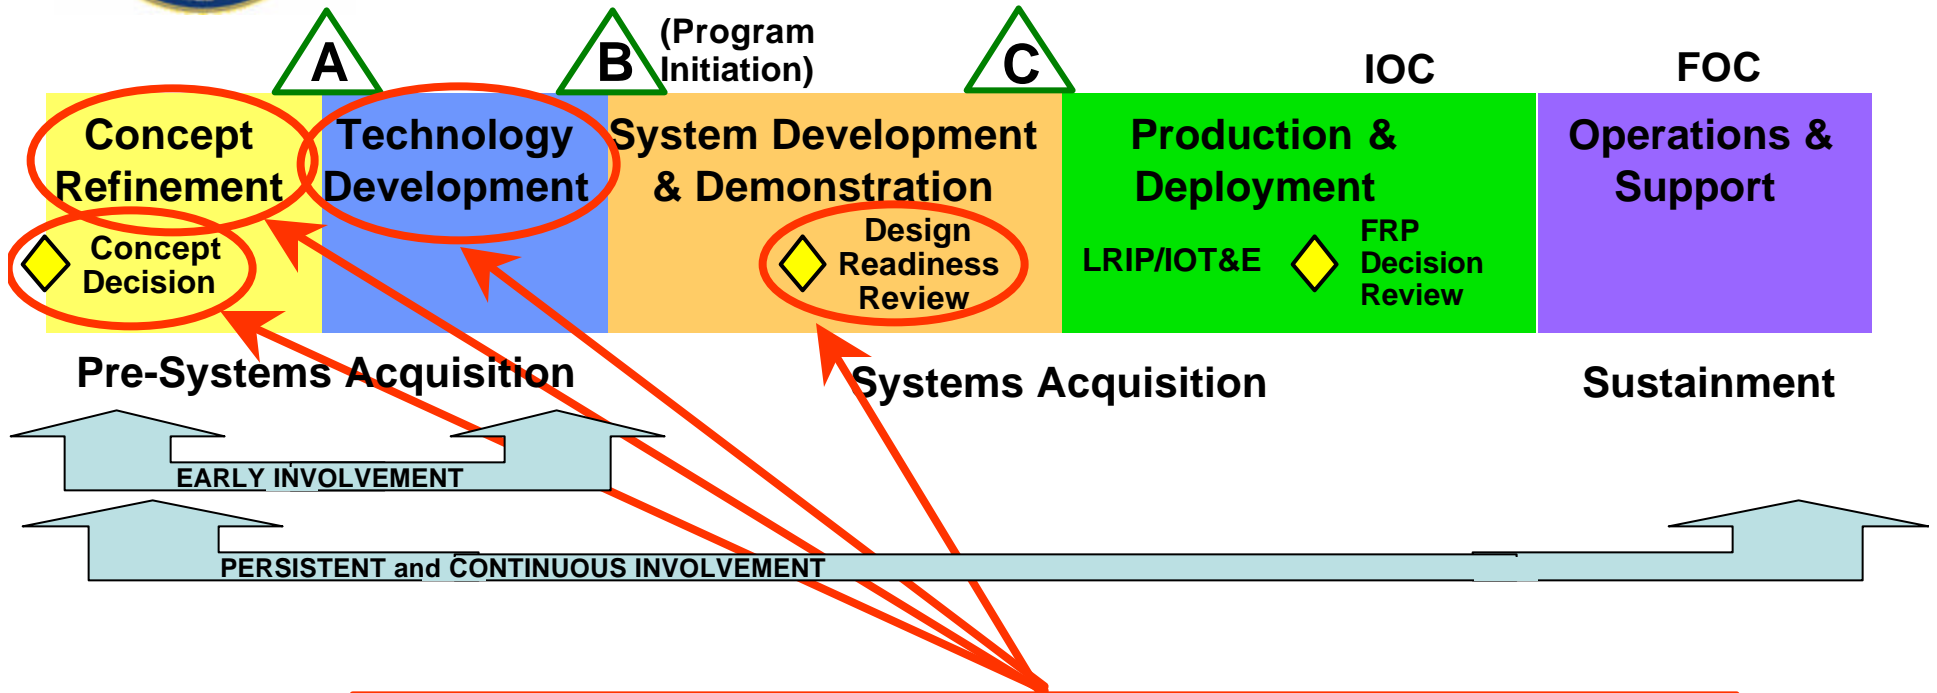 A
B
(Program
Initiation)
C
IOC
FOC
Concept
Refinement
Technology
Development
System Development
& Demonstration
Production &
Deployment
Operations &
Support
Concept
Decision
Design
Readiness
Review
LRIP/IOT&E
FRP
Decision
Review
Pre-Systems Acquisition
Systems Acquisition
Sustainment
EARLY INVOLVEMENT
PERSISTENT and CONTINUOUS INVOLVEMENT